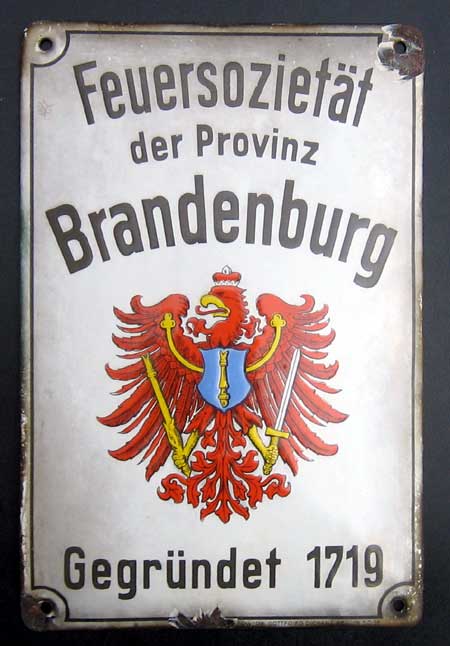 Feuersozietät
der Provinz
Brandenburg
Gegründet 1719